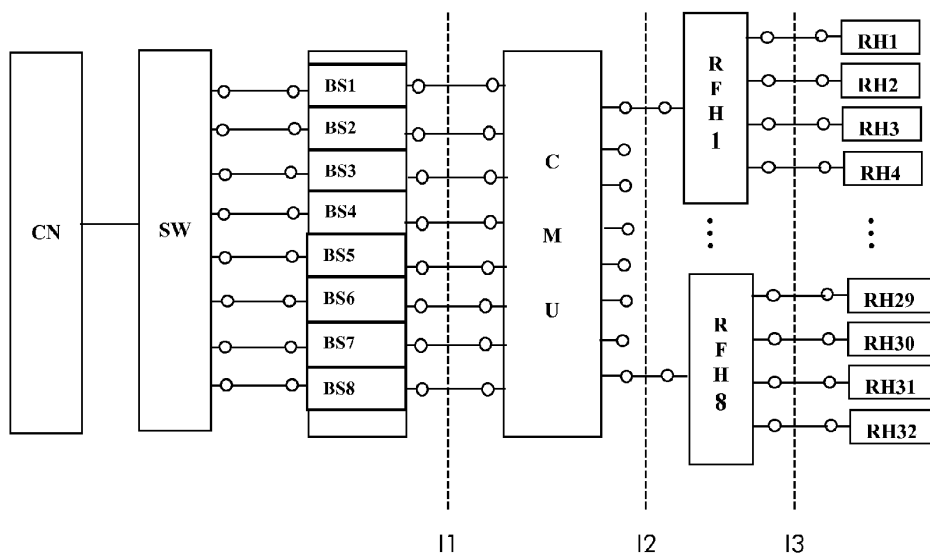 CN
SW
BS1
BS2
BS3
BS4
BS5
BS6
BS7
BS8
C
M
U
R
F
H
1
R
F
H
8
RH1
RH2
RH3
RH4
RH29
RH30
RH31
RH32
I1
I2
I3